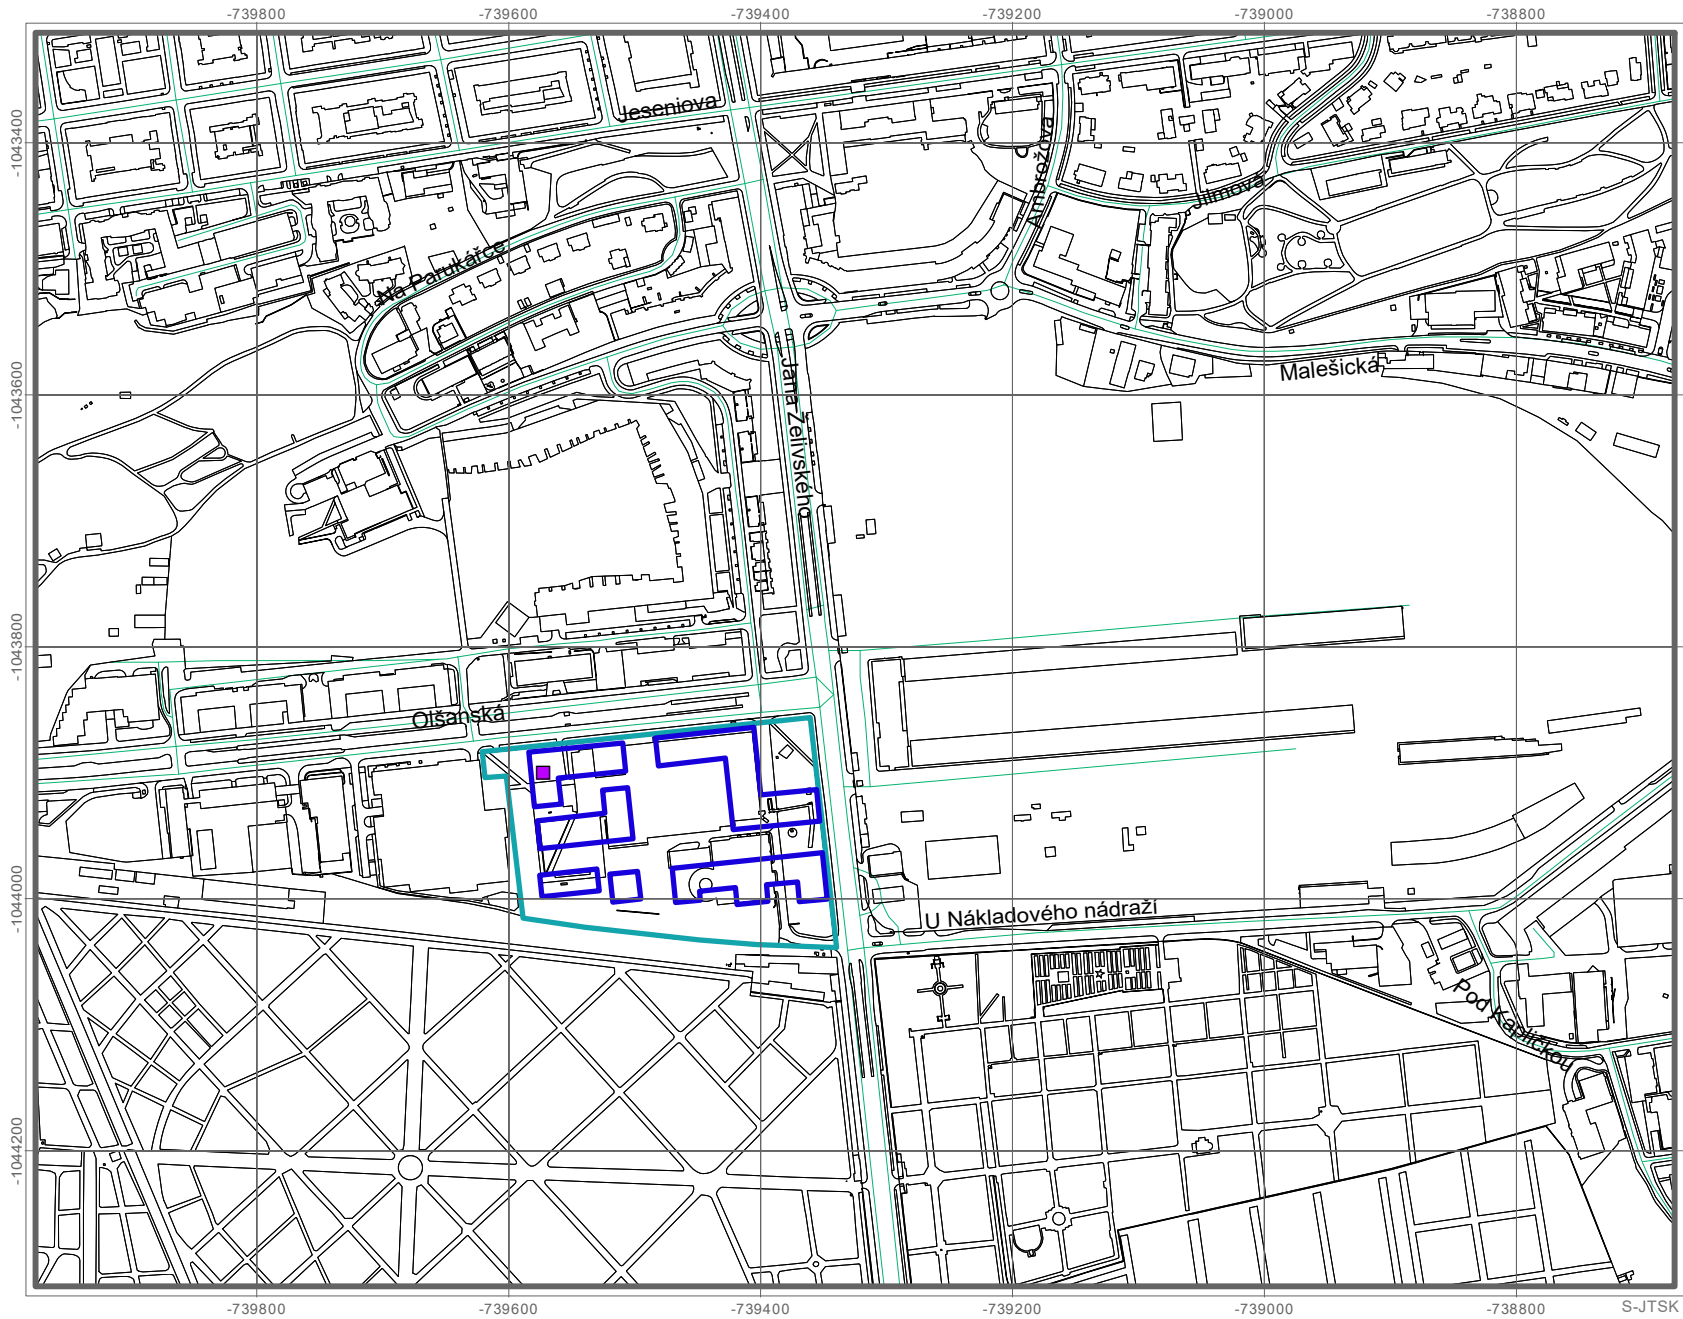 -739800 -739600 -739400 -739200 -739000 -738800
Jeseniova
-1043400
Ambrožova
Jilmová
Na Parukářce
Malešická
-1043600
Jana Želivského
-1043800
Olšanská
-1044000
U Nákladového nádraží
Pod Kapličkou
-1044200
-739800 -739600 -739400 -739200 -739000 -738800
S-JTSK